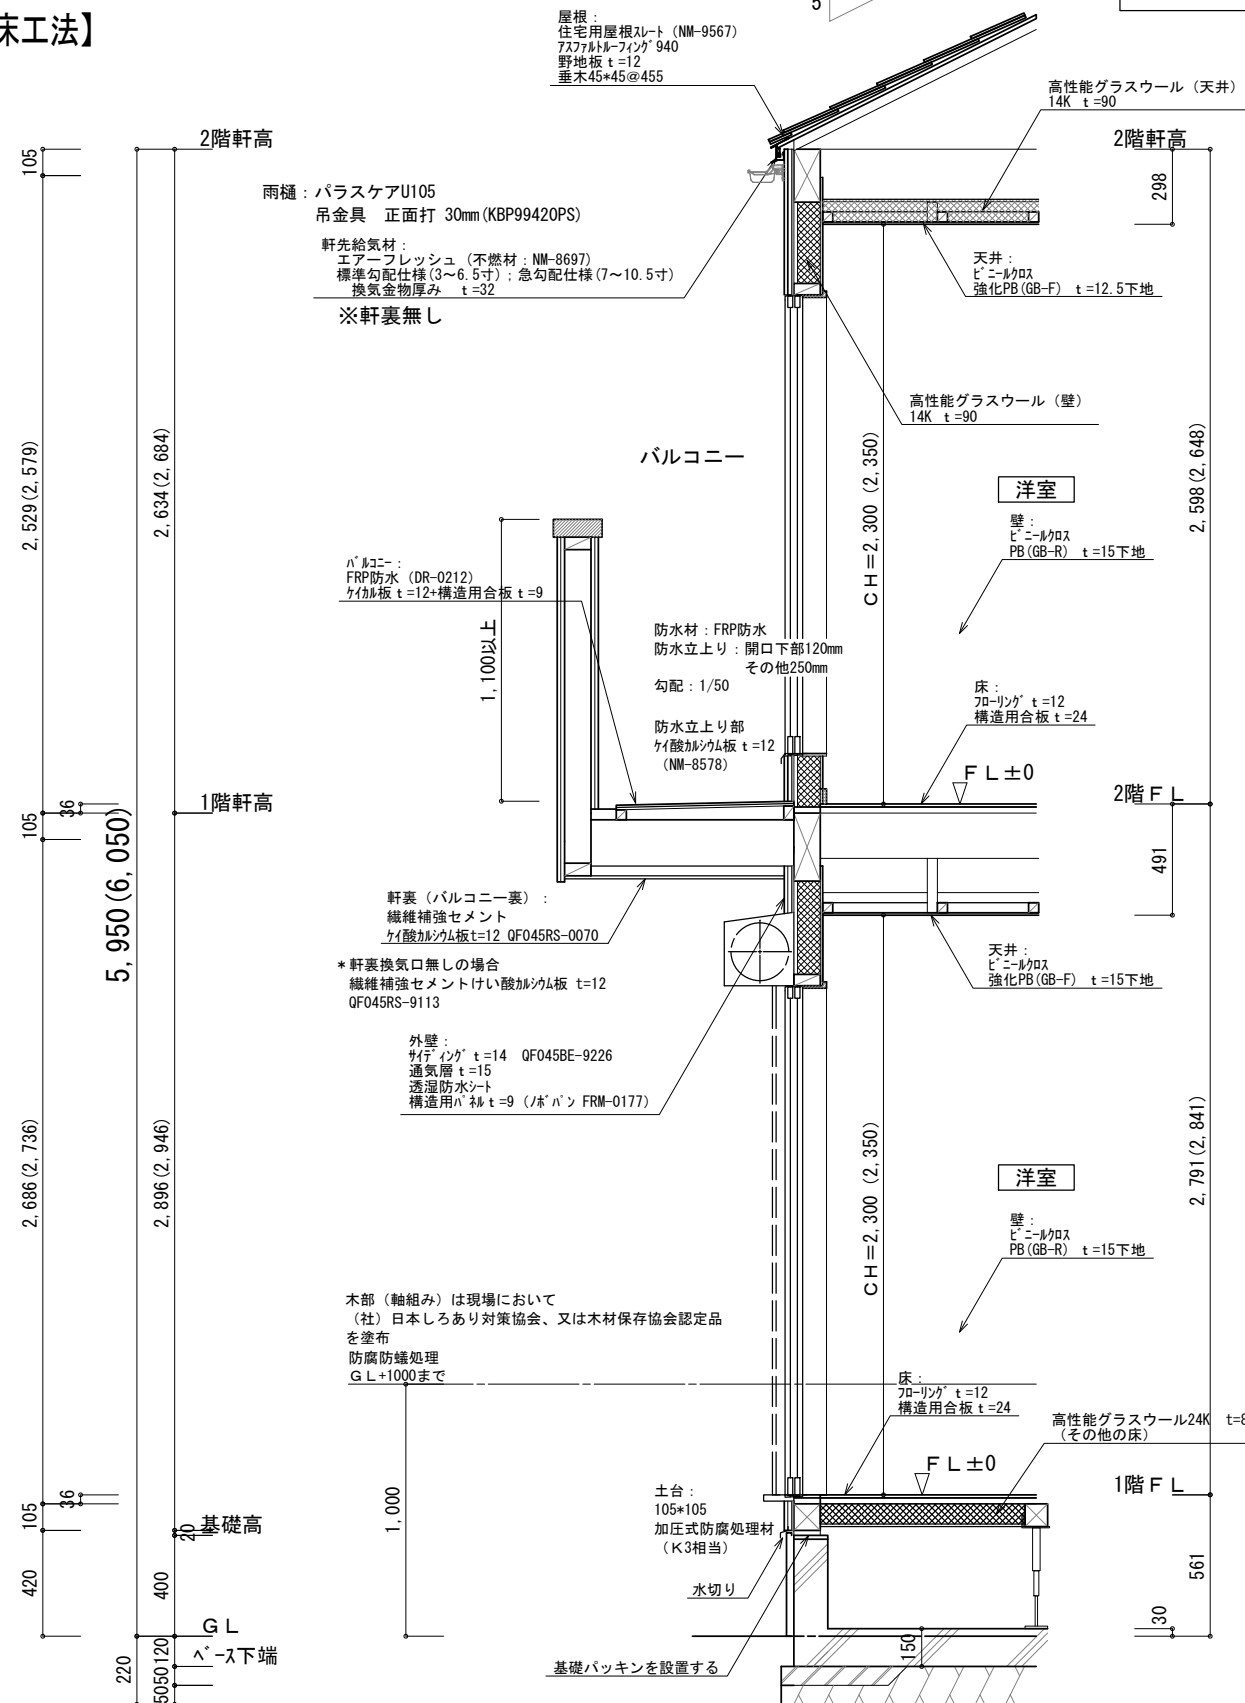 床工法】
5
屋根：
住宅用屋根スレート（NM-9567）
アスファルトルーフィング940
野地板ｔ=12
垂木45*45@455
高性能グラスウール（天井）
14K ｔ=90
2階軒高
2階軒高
105
298
雨樋：パラスケアU105
吊金具　正面打 30mm(KBP99420PS)
軒先給気材：
エアーフレッシュ（不燃材：NM-8697）
標準勾配仕様(3～6.5寸)；急勾配仕様(7～10.5寸)
換気金物厚み　ｔ=32
※軒裏無し
天井：
ビニールクロス
強化PB(GB-F) ｔ=12.5下地
高性能グラスウール（壁）
14K ｔ=90
バルコニー
2,529(2,579)
2,634(2,684)
ＣＨ＝2,300 (2,350)
2,598(2,648)
洋室
壁：
ビニールクロス
PB(GB-R) ｔ=15下地
バルコニー：
FRP防水（DR-0212）
ケイカル板ｔ=12+構造用合板ｔ=9
1,100以上
防水材：FRP防水
防水立上り：開口下部120mm
その他250mm
勾配：1/50
防水立上り部
ケイ酸カルシウム板ｔ=12
（NM-8578）
床：
フローリングｔ=12
構造用合板ｔ=24
ＦＬ±0
2階ＦＬ
1階軒高
36
105
5,950(6,050)
491
軒裏（バルコニー裏）：
繊維補強セメント
ケイ酸カルシウム板t=12 QF045RS-0070
*軒裏換気口無しの場合
繊維補強セメントけい酸カルシウム板 t=12
QF045RS-9113
天井：
ビニールクロス
強化PB(GB-F) ｔ=15下地
外壁：
サイディングｔ=14　QF045BE-9226
通気層ｔ=15
透湿防水シート
構造用パネルｔ=9（ノボパン FRM-0177）
2,686(2,736)
2,896(2,946)
ＣＨ＝2,300 (2,350)
2,791(2,841)
洋室
壁：
ビニールクロス
PB(GB-R) ｔ=15下地
木部（軸組み）は現場において
（社）日本しろあり対策協会、又は木材保存協会認定品
を塗布
防腐防蟻処理
ＧＬ+1000まで
床：
フローリングｔ=12
構造用合板ｔ=24
高性能グラスウール24K　t=8
（その他の床）
ＦＬ±0
1階ＦＬ
36
105
1,000
土台：
105*105
加圧式防腐処理材
（Ｋ3相当）
基礎高
20
水切り
420
400
561
30
ＧＬ
ベース下端
220
120
50
50
150
基礎パッキンを設置する